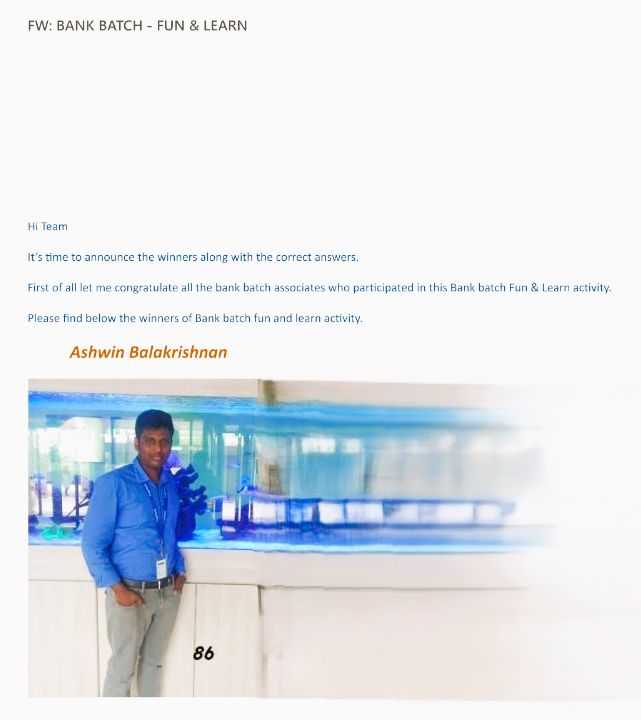 FW: BANK BATCH - FUN & LEARN
Hi Team
It's time to announce the winners along with the correct answers.
First of all let me congratulate all the bank batch associates who participated in this Bank batch Fun & Learn activity.
Please find below the winners of Bank batch fun and learn activity.
Ashwin Balakrishnan
86